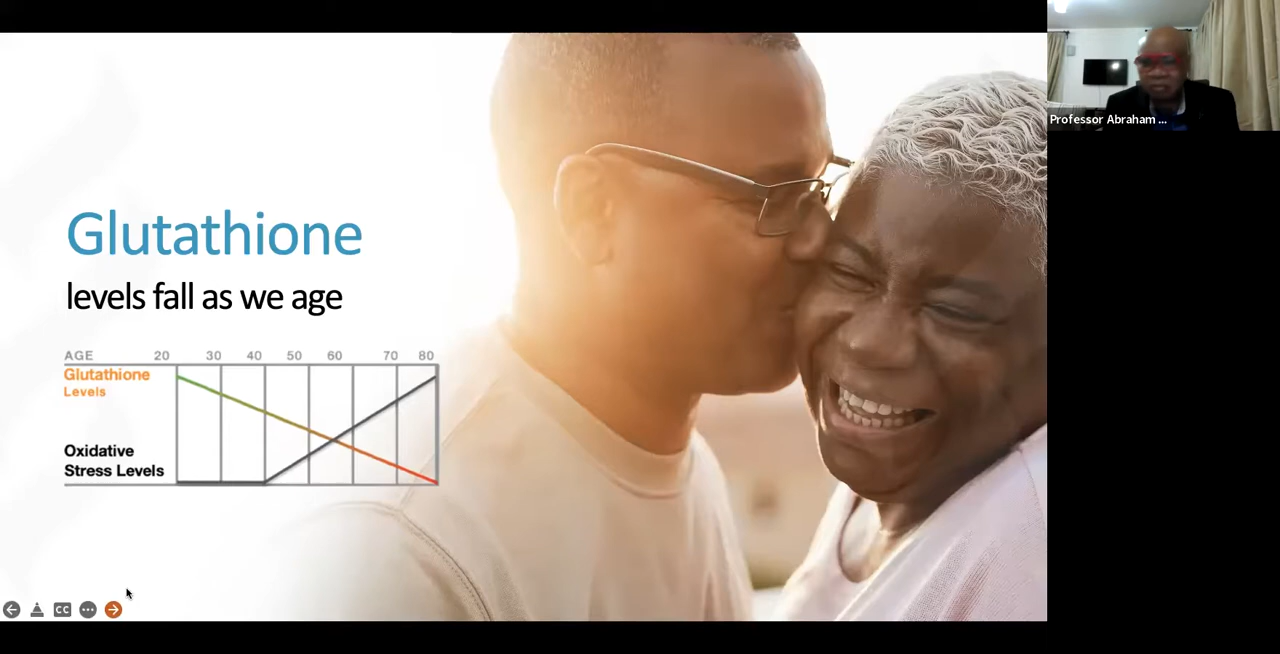 Professor Abraham ...
Glutathione
levels fall as we age
AGE 20 30 40 50 60 70 80
Glutathione
Levels
Oxidative
Stress Levels
CC